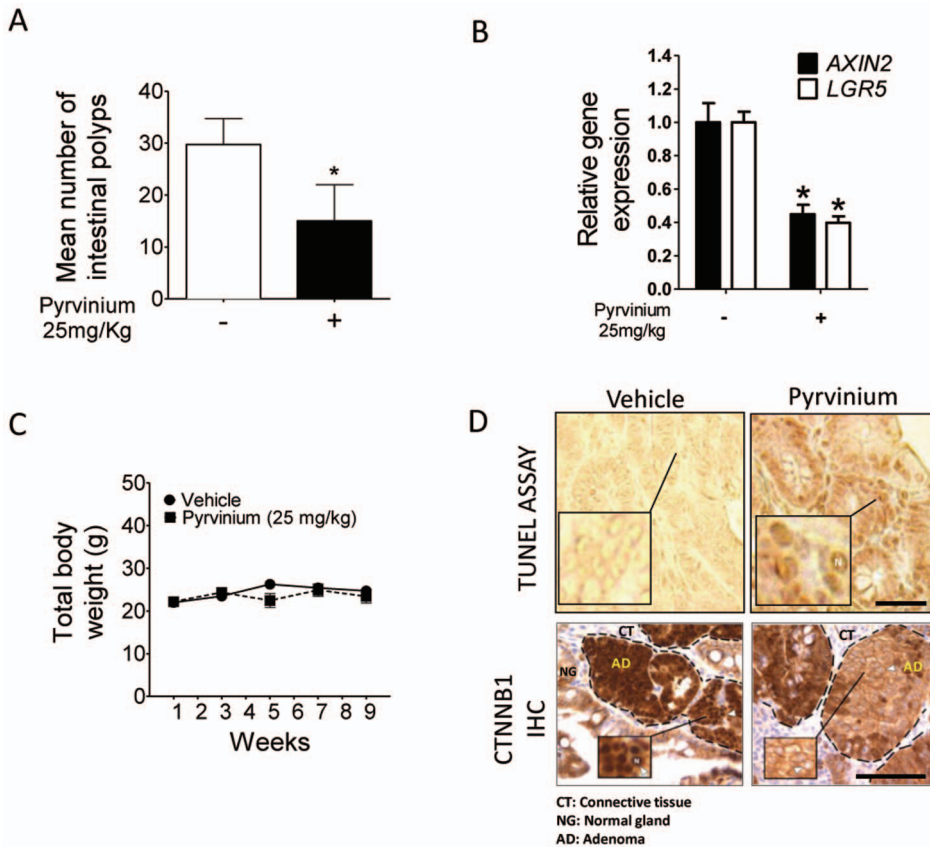 A
Mean number of
intestinal polyps
40
30
20
10
0
*
Pyrvinium
25mg/Kg
-
+
B
Relative gene
expression
1.4
1.2
1.0
0.8
0.6
0.4
0.2
0.0
AXIN2
LGR5
*
*
Pyrvinium
25mg/kg
-
+
C
Total body
weight (g)
50
40
30
20
10
0
Vehicle
Pyrvinium (25 mg/kg)
1 2 3 4 5 6 7 8 9
Weeks
D
Vehicle
Pyrvinium
TUNEL ASSAY
N
CTNNB1
IHC
CT
AD
NG
N
CT
AD
CT: Connective tissue
NG: Normal gland
AD: Adenoma